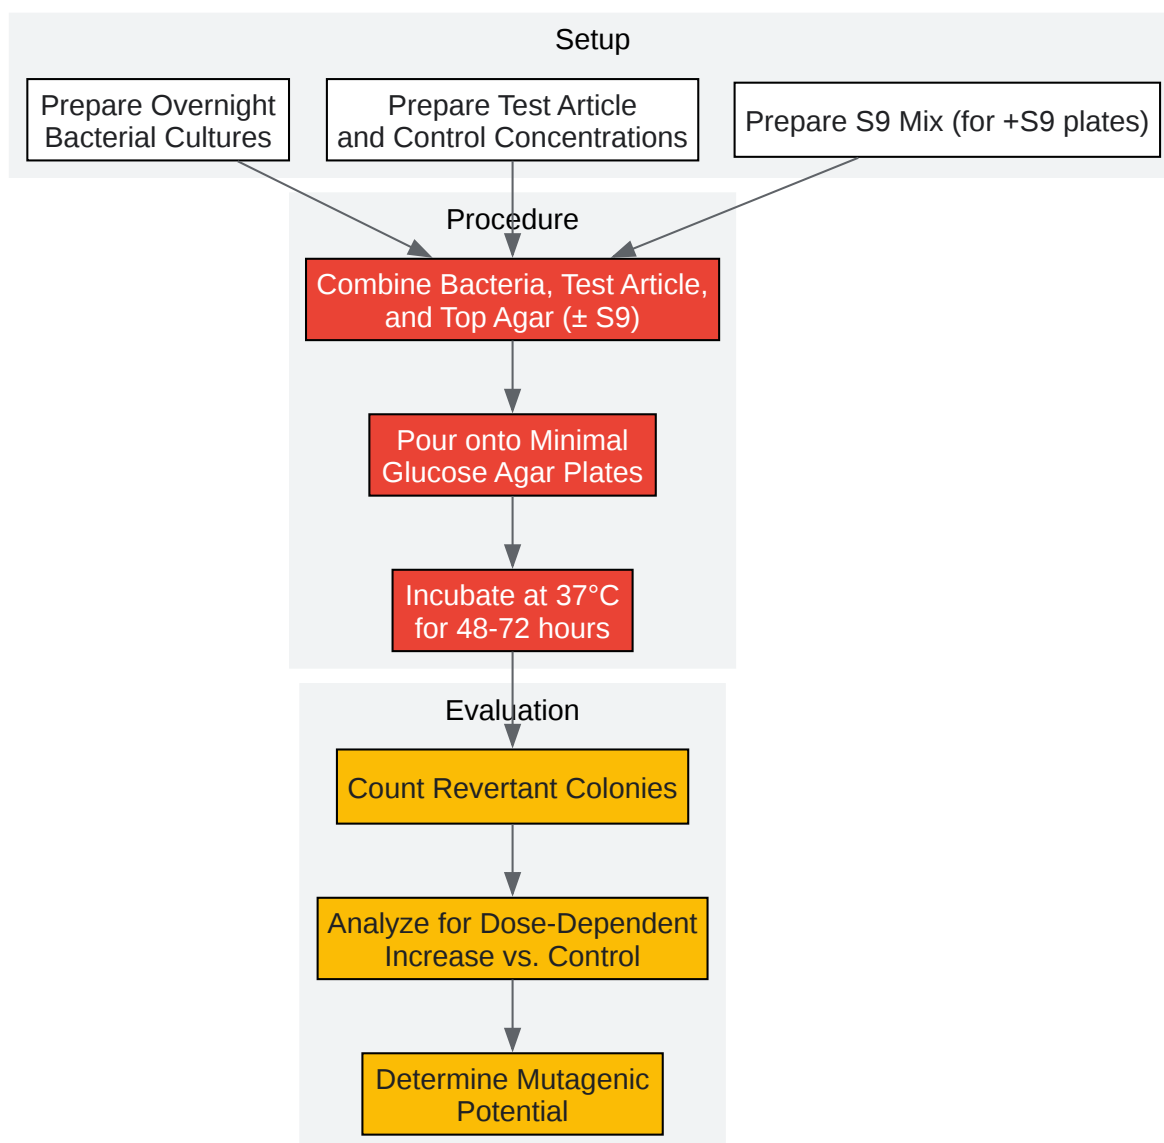 Setup
Prepare Overnight
Bacterial Cultures
Prepare Test Article
and Control Concentrations
Prepare S9 Mix (for +S9 plates)
Procedure
Combine Bacteria, Test Article,
and Top Agar (± S9)
Pour onto Minimal
Glucose Agar Plates
Incubate at 37°C
for 48-72 hours
Evaluation
Count Revertant Colonies
Analyze for Dose-Dependent
Increase vs. Control
Determine Mutagenic
Potential